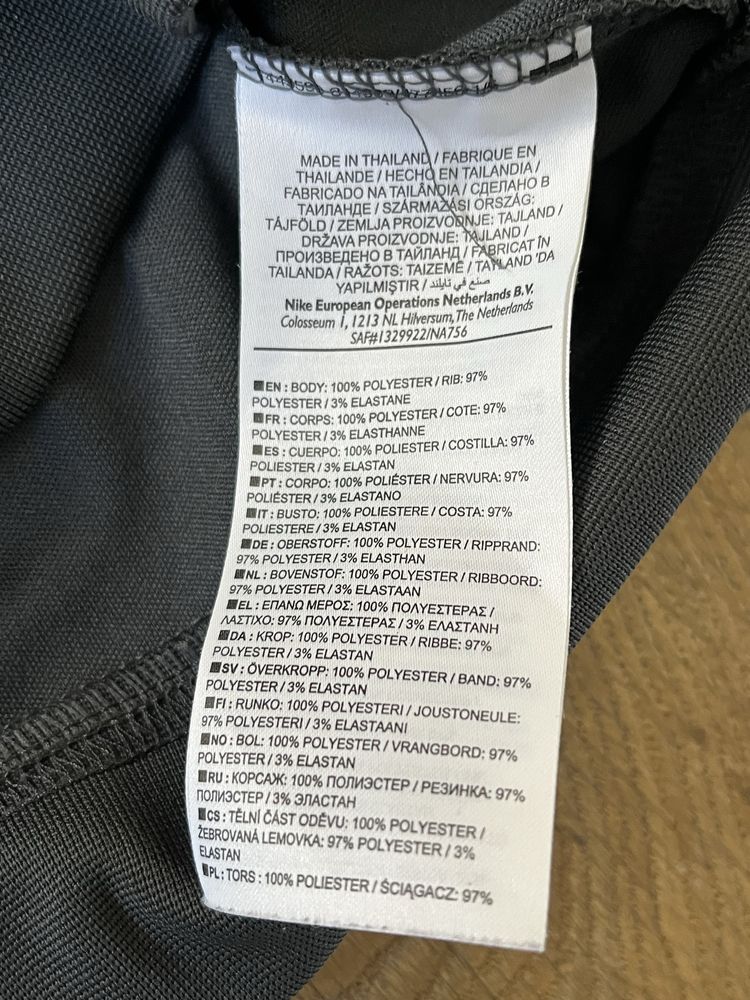 MADE IN THAILAND / FABRIQUE EN
THAILANDE / HECHO EN TAILANDIA /
FABRICADO NA TAILÂNDIA / СДЕЛАНО В
ТАИЛАНДЕ / SZÁRMAZÁSI ORSZÁG:
TÁJFÖLD / ZEMLJA PROIZVODNJE: TAJLAND /
DRŽAVA PROIZVODNJE: TAJLAND /
ПРОИЗВЕДЕНО В ТАЙЛАНД / FABRICAT ÎN
TAILANDA / RAŽOTS: TAIZEMĒ / TAYLAND 'DA
YAPILMIŞTIR / صنع في تايلند
Nike European Operations Netherlands B.V.
Colosseum 1, 1213 NL Hilversum, The Netherlands
SAF#1329922/NA756
EN : BODY: 100% POLYESTER / RIB: 97%
POLYESTER / 3% ELASTANE
FR : CORPS: 100% POLYESTER / COTE: 97%
POLYESTER / 3% ELASTHANNE
ES : CUERPO: 100% POLIESTER / COSTILLA: 97%
POLIESTER / 3% ELASTAN
PT : CORPO: 100% POLIÉSTER / NERVURA: 97%
POLIÉSTER / 3% ELASTANO
IT : BUSTO: 100% POLIESTERE / COSTA: 97%
POLIESTERE / 3% ELASTAN
DE : OBERSTOFF: 100% POLYESTER / RIPPRAND:
97% POLYESTER / 3% ELASTHAN
NL : BOVENSTOF: 100% POLYESTER / RIBBOORD:
97% POLYESTER / 3% ELASTAAN
EL : ΕΠΑΝΩ ΜΕΡΟΣ: 100% ΠΟΛΥΕΣΤΕΡΑΣ /
ΛΑΣΤΙΧΟ: 97% ΠΟΛΥΕΣΤΕΡΑΣ / 3% ΕΛΑΣΤΑΝΗ
DA : KROP: 100% POLYESTER / RIBBE: 97%
POLYESTER / 3% ELASTAN
SV : ÖVERKROPP: 100% POLYESTER / BAND: 97%
POLYESTER / 3% ELASTAN
FI : RUNKO: 100% POLYESTERI / JOUSTONEULE:
97% POLYESTERI / 3% ELASTAANI
NO : BOL: 100% POLYESTER / VRANGBORD: 97%
POLYESTER / 3% ELASTAN
RU : КОРСАЖ: 100% ПОЛИЭСТЕР / РЕЗИНКА: 97%
ПОЛИЭСТЕР / 3% ЭЛАСТАН
CS : TĚLNÍ ČÁST ODĚVU: 100% POLYESTER /
ŽEBROVANÁ LEMOVKA: 97% POLYESTER / 3%
ELASTAN
PL : TORS : 100% POLIESTER / ŚCIĄGACZ: 97%